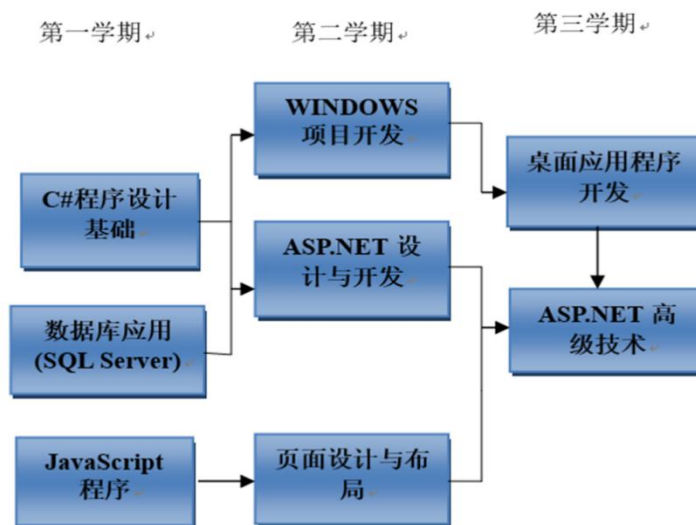 第一学期
第二学期
第三学期
WINDOWS
项目开发
桌面应用程序
开发
C#程序设计
基础
ASP.NET 设
计与开发
ASP.NET 高
级技术
数据库应用
(SQL Server)
JavaScript
程序
页面设计与布
局